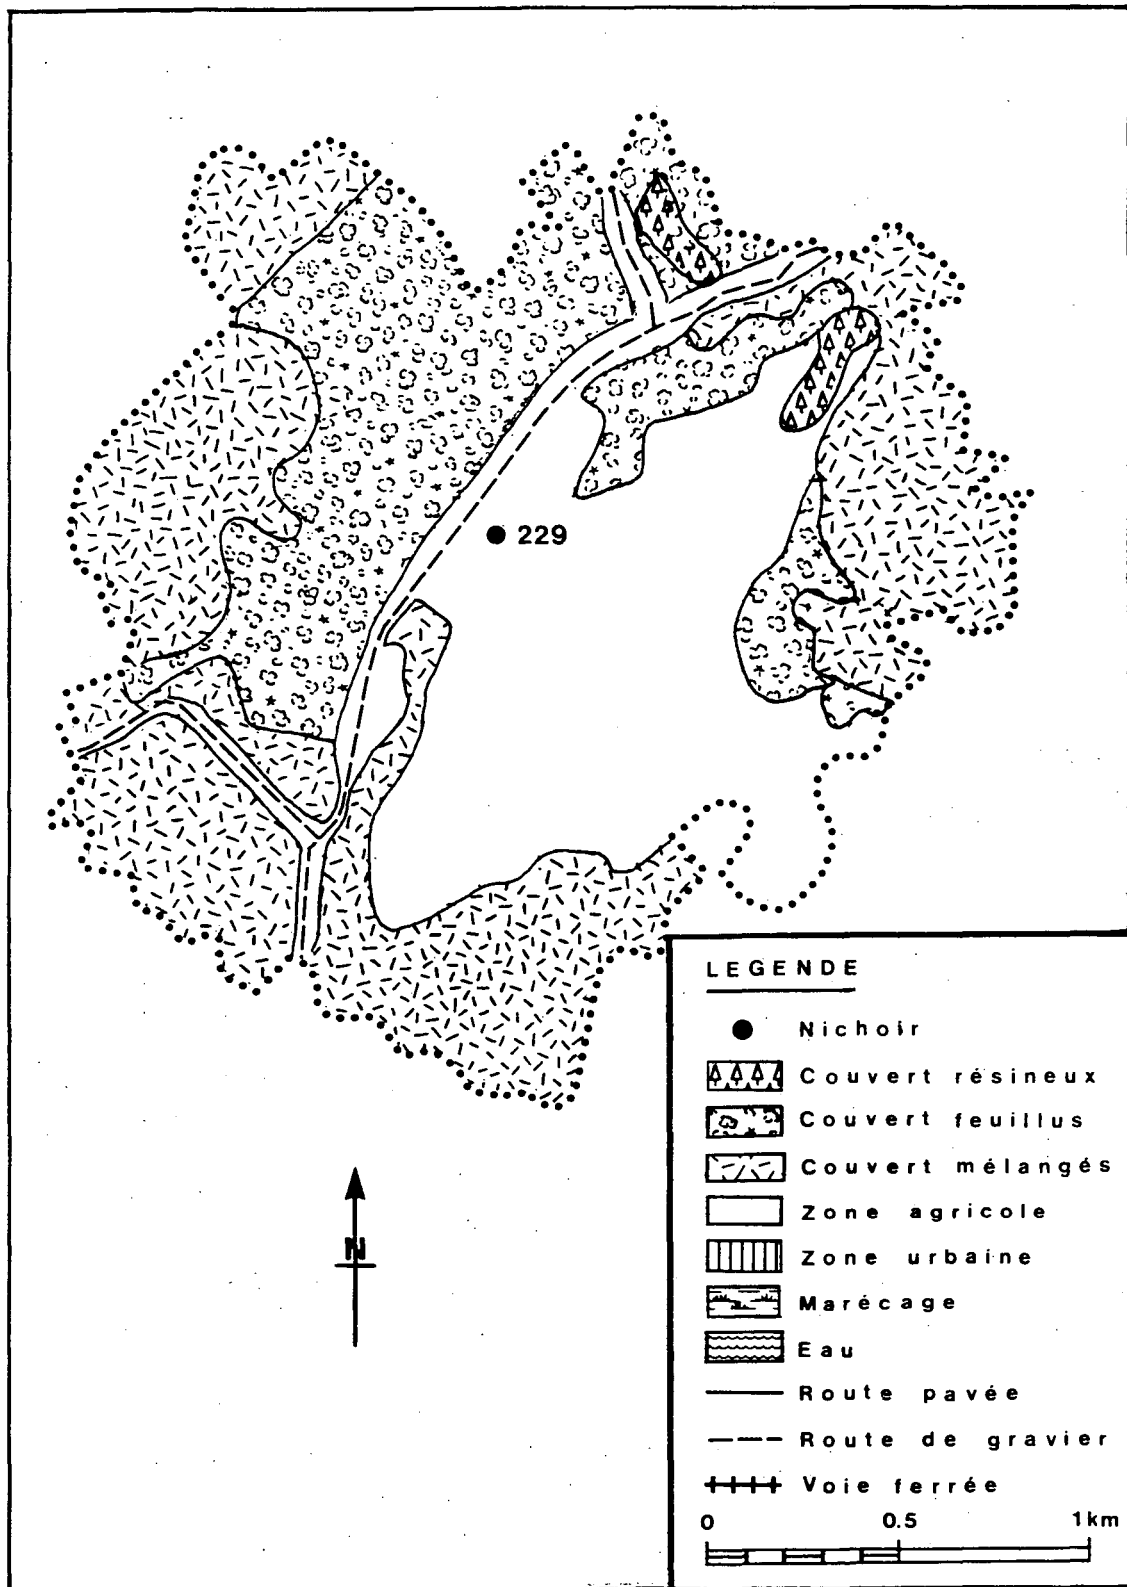 229
N
LEGENDE
Nichoir
Couvert résineux
Couvert feuillus
Couvert mélangés
Zone agricole
Zone urbaine
Marécage
Eau
Route pavée
Route de gravier
Voie ferrée
0 0.5 1km